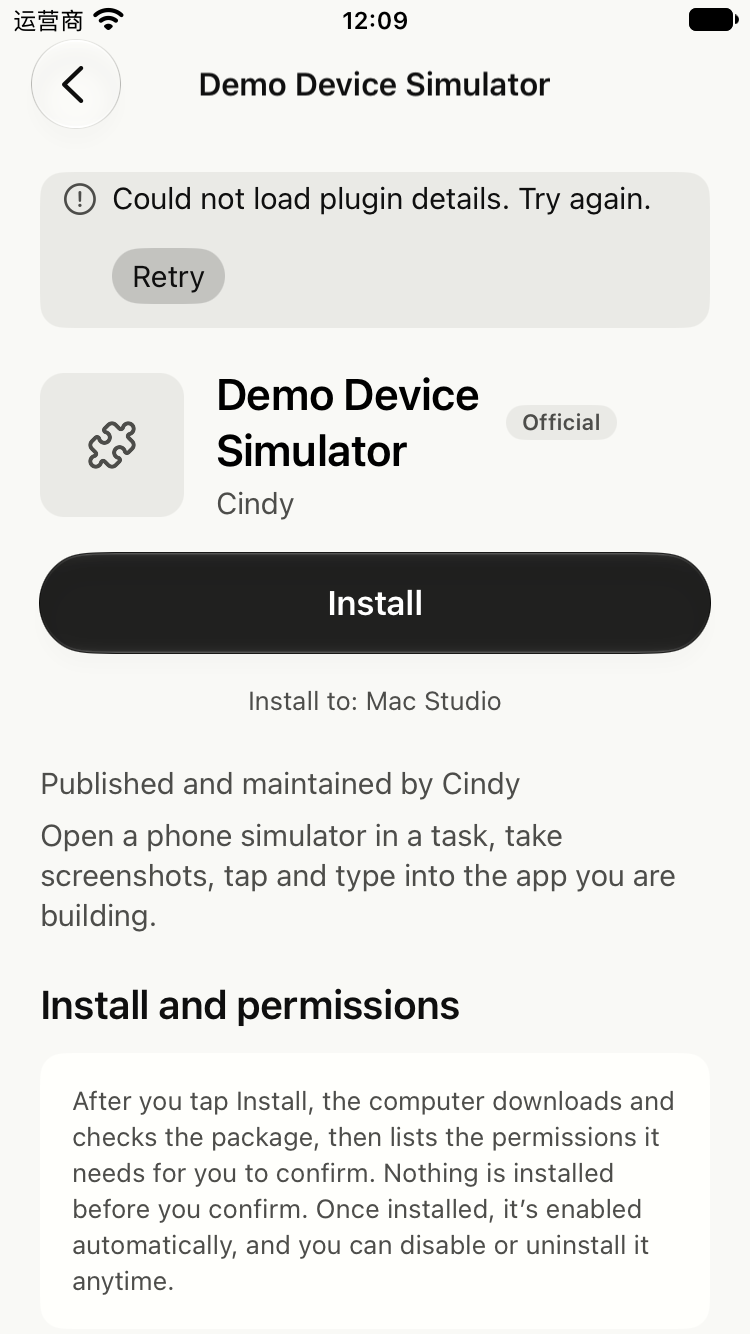 运营商
12:09
Demo Device Simulator
Could not load plugin details. Try again.
Retry
Demo Device
Simulator
Official
Cindy
Install
Install to: Mac Studio
Published and maintained by Cindy
Open a phone simulator in a task, take
screenshots, tap and type into the app you are
building.
Install and permissions
After you tap Install, the computer downloads and
checks the package, then lists the permissions it
needs for you to confirm. Nothing is installed
before you confirm. Once installed, it’s enabled
automatically, and you can disable or uninstall it
anytime.